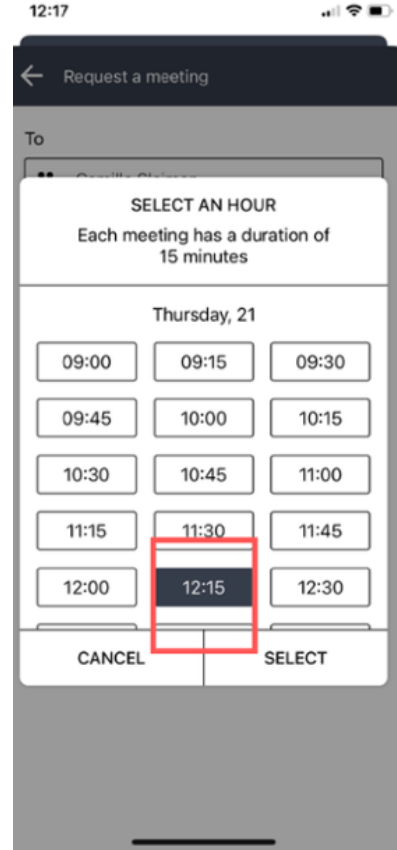 12:17
Request a meeting
To
SELECT AN HOUR
Each meeting has a duration of
15 minutes
Thursday, 21
09:00 09:15 09:30
09:45 10:00 10:15
10:30 10:45 11:00
11:15 11:30 11:45
12:00 12:15 12:30
CANCEL SELECT